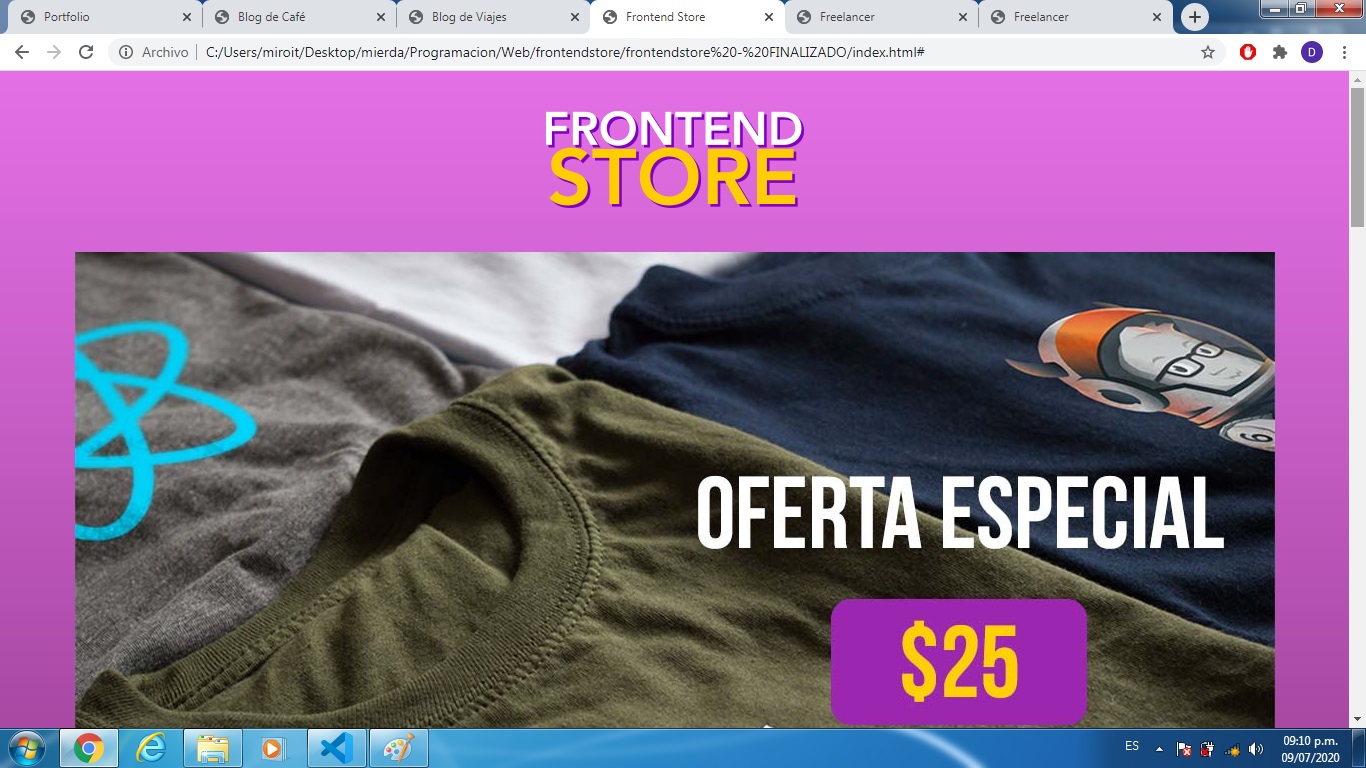 Portfolio
Blog de Café
Blog de Viajes
Frontend Store
Freelancer
Freelancer
Archivo
C:/Users/miroit/Desktop/mierda/Programacion/Web/frontendstore/frontendstore%20-%20FINALIZADO/index.html#
D
FRONTEND
STORE
OFERTA ESPECIAL
$25
ES
09:10 p.m.
09/07/2020